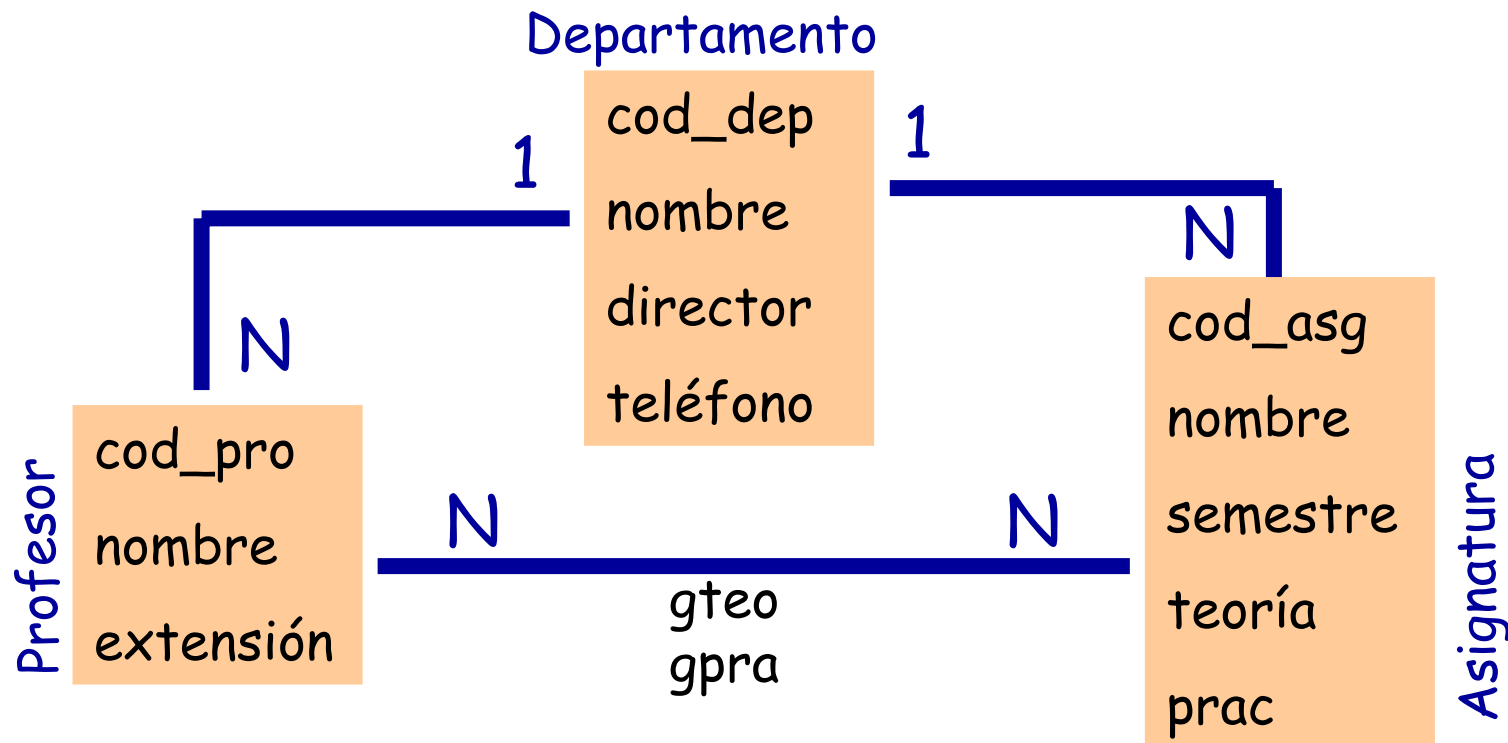 Departamento
cod_dep
nombre
director
teléfono
1
1
N
N
Profesor
cod_pro
nombre
extensión
N
N
gteo
gpra
Asignatura
cod_asg
nombre
semestre
teoría
prac